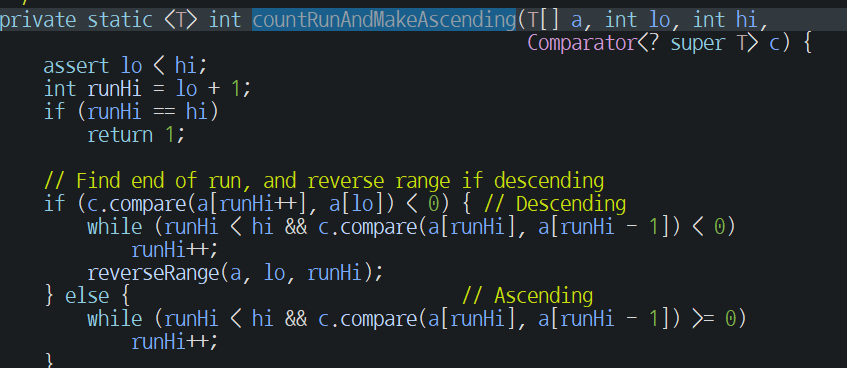 /
private static <T> int countRunAndMakeAscending(T[] a, int lo, int hi,
                                                Comparator<? super T> c) {
    assert lo < hi;
    int runHi = lo + 1;
    if (runHi == hi)
        return 1;

    // Find end of run, and reverse range if descending
    if (c.compare(a[runHi++], a[lo]) < 0) { // Descending
        while (runHi < hi && c.compare(a[runHi], a[runHi - 1]) < 0)
            runHi++;
        reverseRange(a, lo, runHi);
    } else {                              // Ascending
        while (runHi < hi && c.compare(a[runHi], a[runHi - 1]) >= 0)
            runHi++;
    }